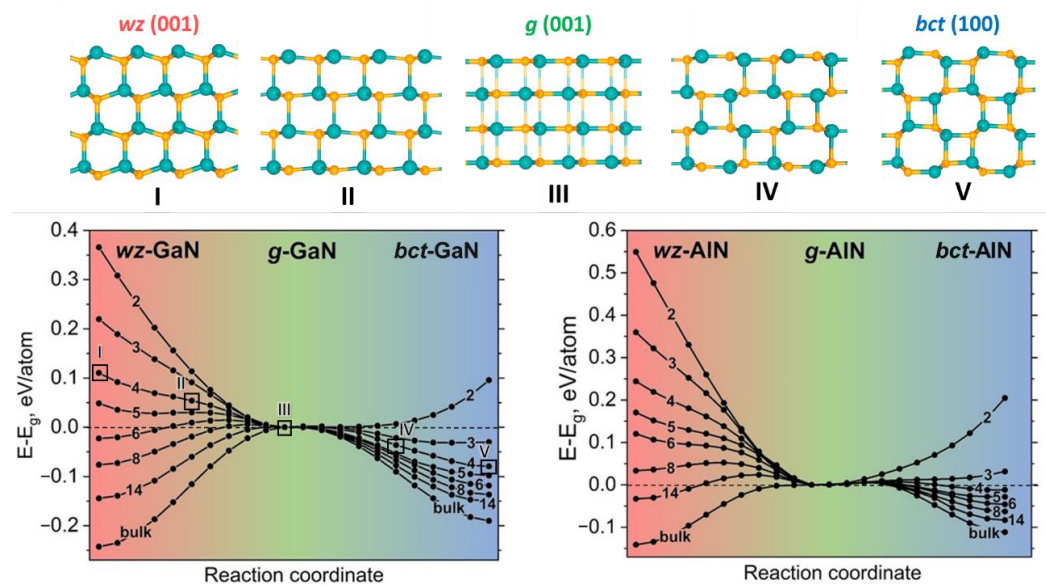 wz (001) g (001) bct (100)
I II III IV V
wz-GaN g-GaN bct-GaN
0.4
0.3
0.2
0.1
0.0
−0.1
−0.2
E-Eg, eV/atom
2
3
4
5
6
8
14
bulk
I
II
III
IV
V
2
3
4
5
6
8
14
bulk
Reaction coordinate
wz-AlN g-AlN bct-AlN
0.6
0.5
0.4
0.3
0.2
0.1
0.0
−0.1
E-Eg, eV/atom
2
3
4
5
6
8
14
bulk
2
3
4
5
6
8
14
bulk
Reaction coordinate